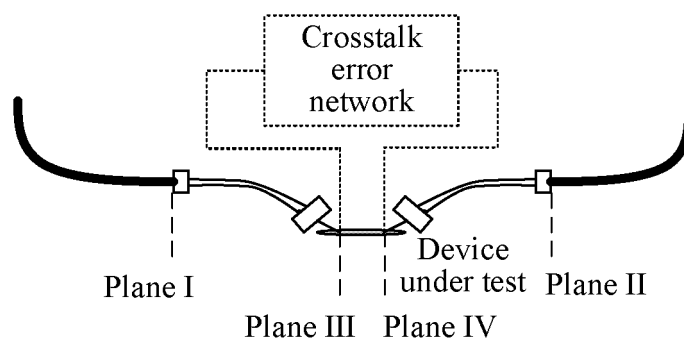 Crosstalk
error
network
Device
under test
Plane I
Plane II
Plane III
Plane IV